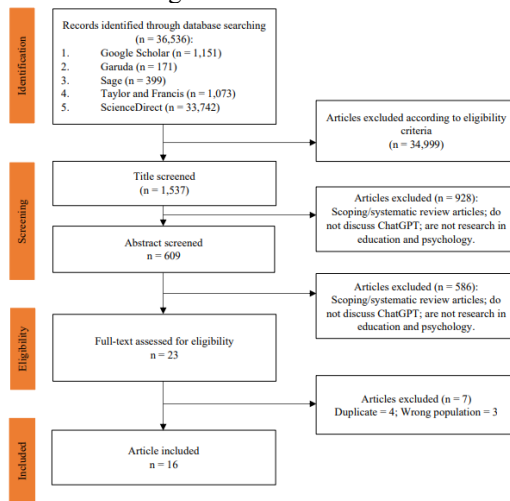 Identification
Records identified through database searching
(n = 36,536):
1. Google Scholar (n = 1,151)
2. Garuda (n = 171)
3. Sage (n = 399)
4. Taylor and Francis (n = 1,073)
5. ScienceDirect (n = 33,742)
Articles excluded according to eligibility
criteria
(n = 34,999)
Screening
Title screened
(n = 1,537)
Articles excluded (n = 928):
Scoping/systematic review articles; do
not discuss ChatGPT; are not research in
education and psychology.
Abstract screened
n = 609
Articles excluded (n = 586):
Scoping/systematic review articles; do
not discuss ChatGPT; are not research in
education and psychology.
Eligibility
Full-text assessed for eligibility
n = 23
Articles excluded (n = 7)
Duplicate = 4; Wrong population = 3
Included
Article included
n = 16